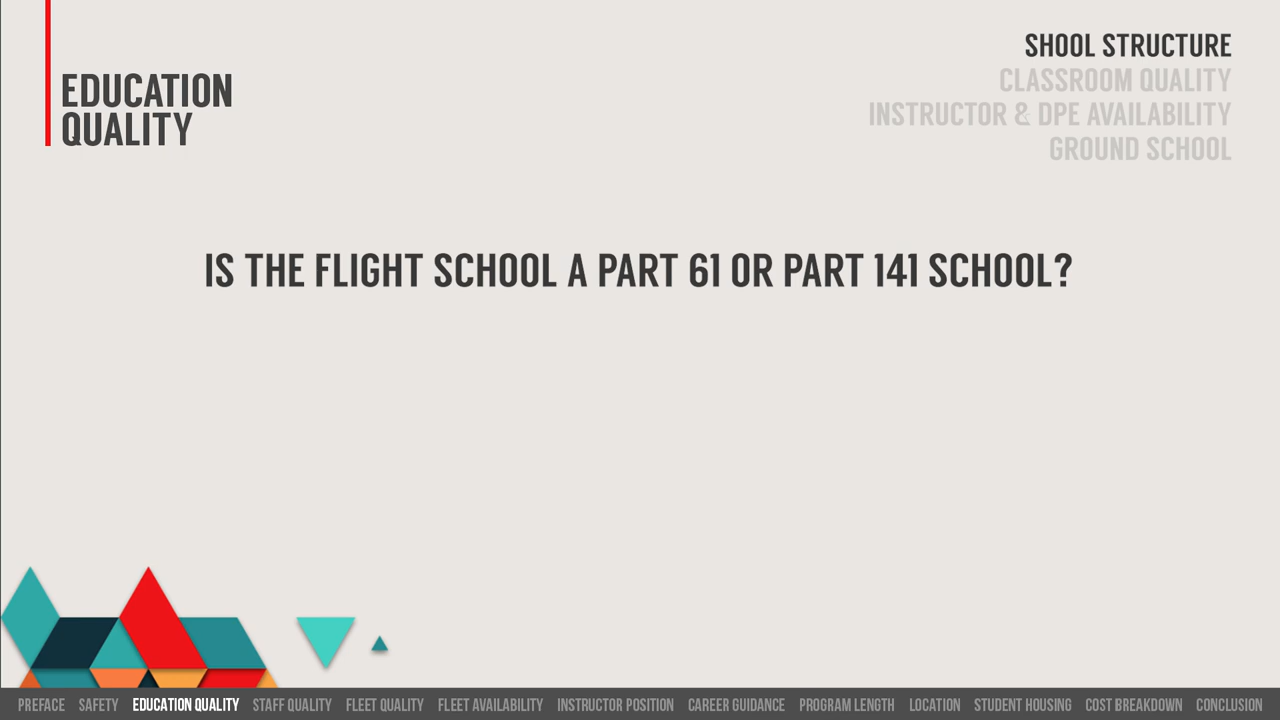 EDUCATION
QUALITY
SHOOL STRUCTURE
CLASSROOM QUALITY
INSTRUCTOR & DPE AVAILABILITY
GROUND SCHOOL
IS THE FLIGHT SCHOOL A PART 61 OR PART 141 SCHOOL?
PREFACE SAFETY EDUCATION QUALITY STAFF QUALITY FLEET QUALITY FLEET AVAILABILITY INSTRUCTOR POSITION CAREER GUIDANCE PROGRAM LENGTH LOCATION STUDENT HOUSING COST BREAKDOWN CONCLUSION